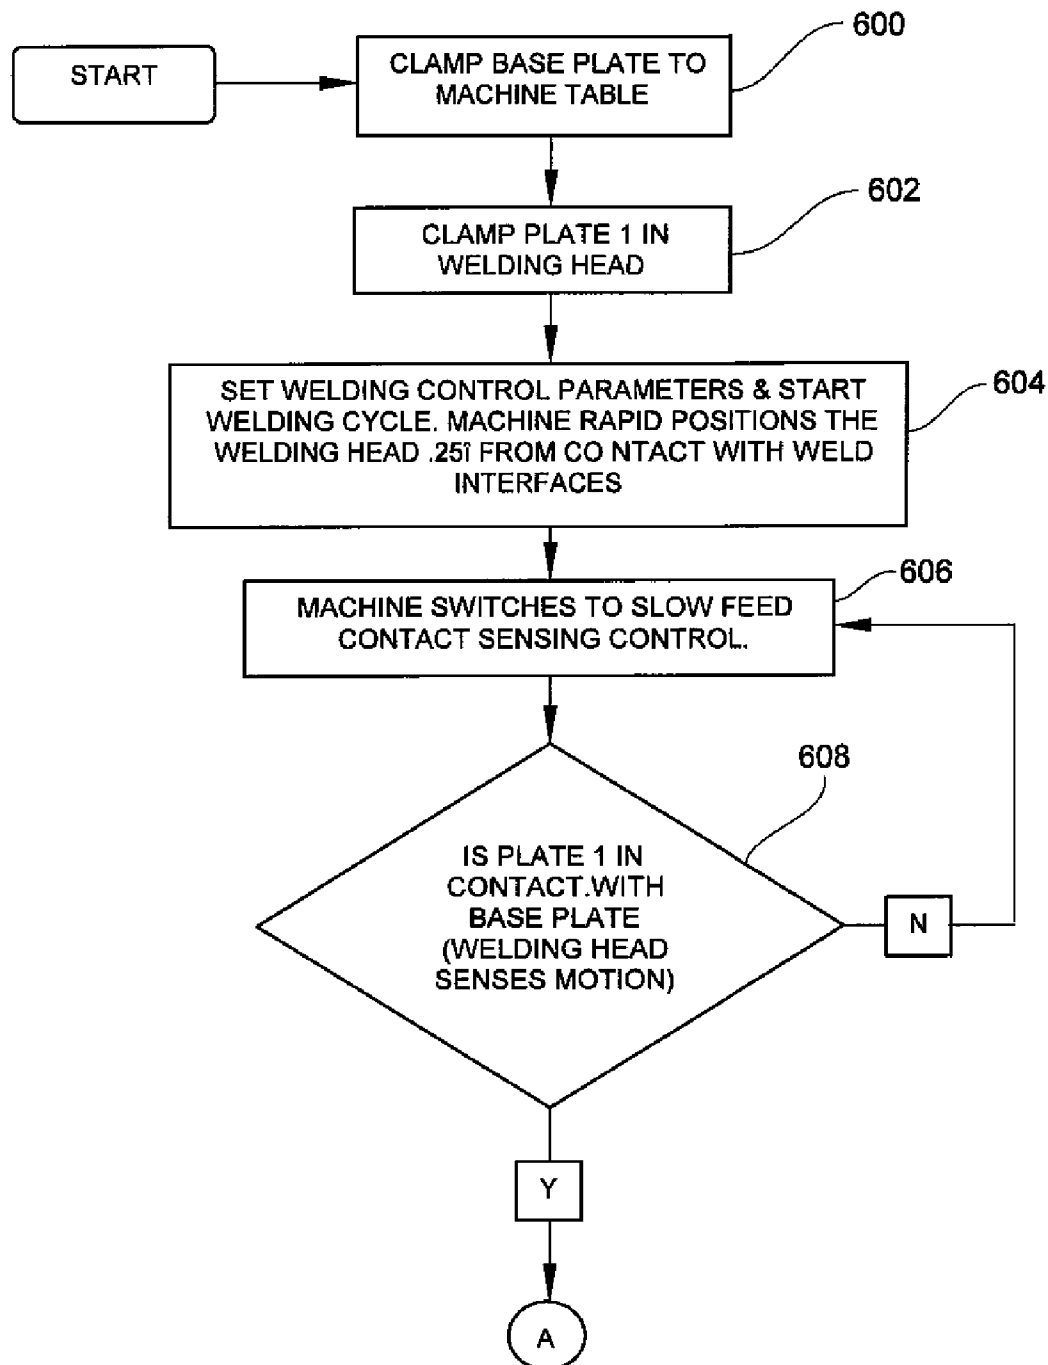 START
CLAMP BASE PLATE TO
MACHINE TABLE
600
CLAMP PLATE 1 IN
WELDING HEAD
602
SET WELDING CONTROL PARAMETERS & START
WELDING CYCLE. MACHINE RAPID POSITIONS THE
WELDING HEAD .25î FROM CO NTACT WITH WELD
INTERFACES
604
MACHINE SWITCHES TO SLOW FEED
CONTACT SENSING CONTROL.
606
608
IS PLATE 1 IN
CONTACT.WITH
BASE PLATE
(WELDING HEAD
SENSES MOTION)
N
Y
A